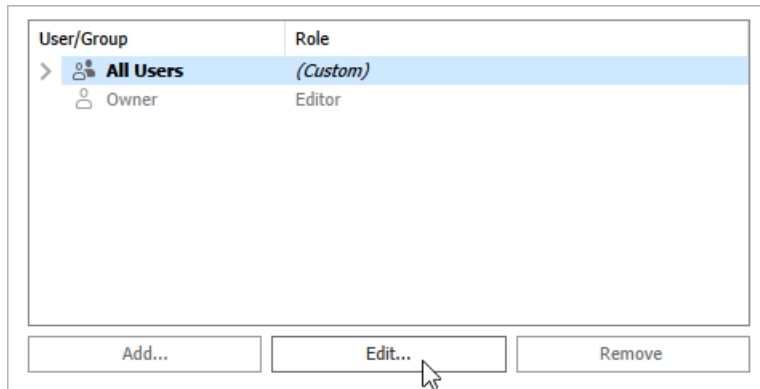 User/Group Role
All Users (Custom)
Owner Editor
Add... Edit... Remove